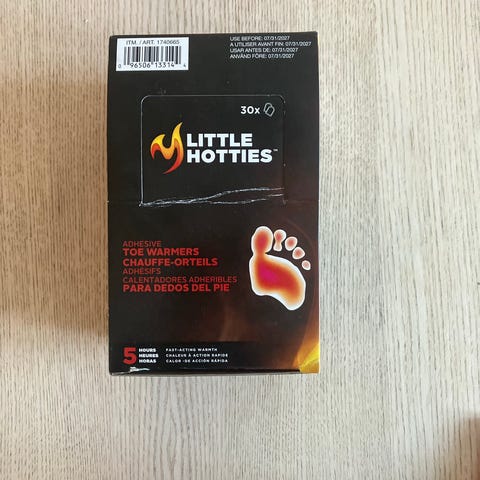 ITM. / ART. 1740665
0 96506 13314 4
USE BEFORE: 07/31/2027
A UTILISER AVANT FIN: 07/31/2027
USAR ANTES DE: 07/31/2027
ANVÄND FÖRE: 07/31/2027
30x
LITTLE
HOTTIES™
ADHESIVE
TOE WARMERS
CHAUFFE-ORTEILS
ADHÉSIFS
CALENTADORES ADHERIBLES
PARA DEDOS DEL PIE
5 HOURS
HEURES
HORAS
FAST-ACTING WARMTH
CHALEUR À ACTION RAPIDE
CALOR -DE ACCIÓN RÁPIDA